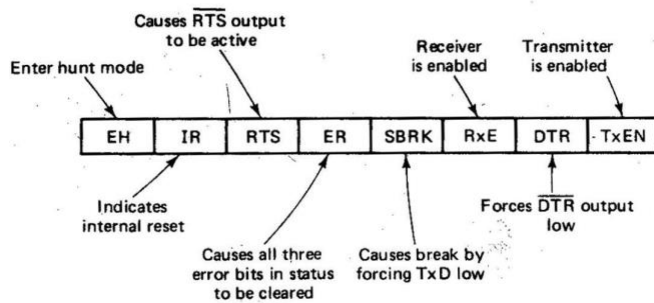 Causes RTS output
to be active
Receiver
is enabled
Transmitter
is enabled
Enter hunt mode
EH IR RTS ER SBRK RxE DTR TxEN
Indicates
internal reset
Forces DTR output
low
Causes all three
error bits in status
to be cleared
Causes break by
forcing TxD low